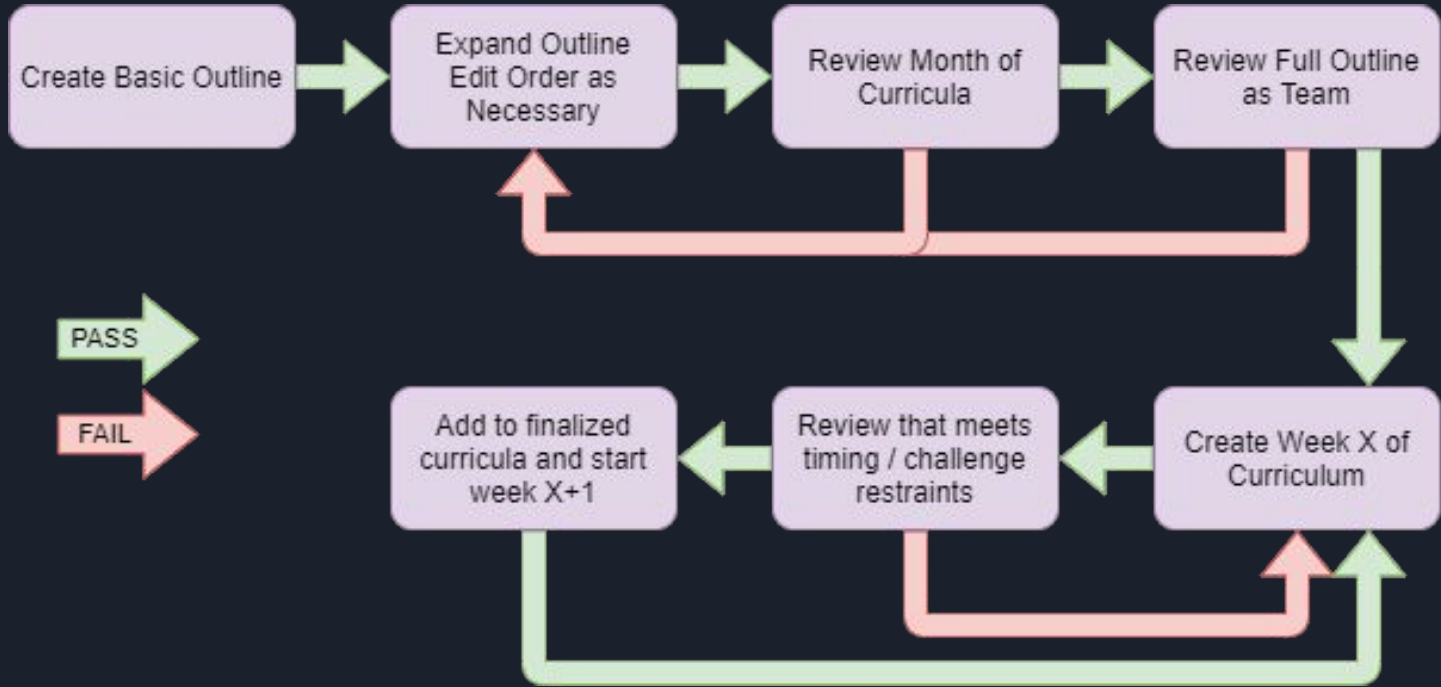 Create Basic Outline
Expand Outline
Edit Order as
Necessary
Review Month of
Curricula
Review Full Outline
as Team
PASS
FAIL
Add to finalized
curricula and start
week X+1
Review that meets
timing / challenge
restraints
Create Week X of
Curriculum